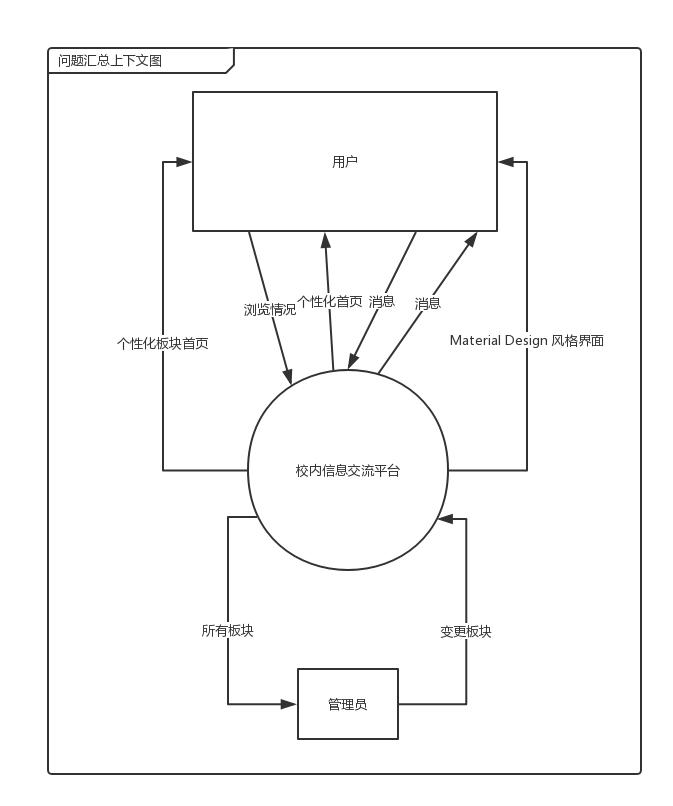 问题汇总上下文图
用户
浏览情况
个性化首页
消息
消息
个性化板块首页
Material Design 风格界面
校内信息交流平台
所有板块
变更板块
管理员